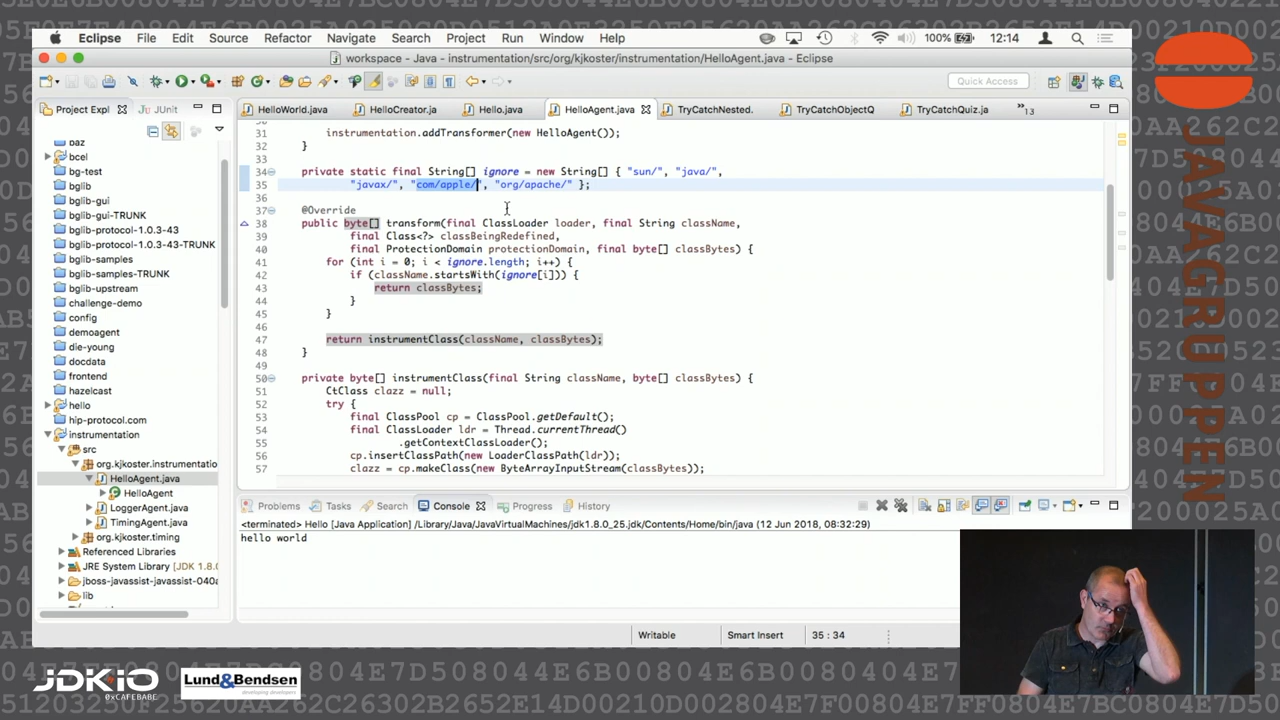 Eclipse File Edit Source Refactor Navigate Search Project Run Window Help 100% 12:14
workspace - Java - instrumentation/src/org/kjkoster/instrumentation/HelloAgent.java - Eclipse
Quick Access
Project Expl JUnit
HelloWorld.java HelloCreator.ja Hello.java HelloAgent.java TryCatchNested. TryCatchObjectQ TryCatchQuiz.ja »13
baz
bcel
bg-test
bglib
bglib-gui
bglib-gui-TRUNK
bglib-protocol-1.0.3-43
bglib-protocol-1.0.3-43-TRUNK
bglib-samples
bglib-samples-TRUNK
bglib-upstream
challenge-demo
config
demoagent
die-young
docdata
frontend
hazelcast
hello
hip-protocol.com
instrumentation
src
org.kjkoster.instrumentatio
HelloAgent.java
HelloAgent
LoggerAgent.java
TimingAgent.java
org.kjkoster.timing
Referenced Libraries
JRE System Library [JDK 1.8.0
jboss-javassist-javassist-040a
lib
31 instrumentation.addTransformer(new HelloAgent());
32 }
33
34 private static final String[] ignore = new String[] { "sun/", "java/",
35 "javax/", "com/apple/", "org/apache/" };
36
37 @Override
38 public byte[] transform(final ClassLoader loader, final String className,
39 final Class<?> classBeingRedefined,
40 final ProtectionDomain protectionDomain, final byte[] classBytes) {
41 for (int i = 0; i < ignore.length; i++) {
42 if (className.startsWith(ignore[i])) {
43 return classBytes;
44 }
45 }
46
47 return instrumentClass(className, classBytes);
48 }
49
50 private byte[] instrumentClass(final String className, byte[] classBytes) {
51 CtClass clazz = null;
52 try {
53 final ClassPool cp = ClassPool.getDefault();
54 final ClassLoader ldr = Thread.currentThread()
55 .getContextClassLoader();
56 cp.insertClassPath(new LoaderClassPath(ldr));
57 clazz = cp.makeClass(new ByteArrayInputStream(classBytes));
Problems Tasks Search Console Progress History
<terminated> Hello [Java Application] /Library/Java/JavaVirtualMachines/jdk1.8.0_25.jdk/Contents/Home/bin/java (12 Jun 2018, 08:32:29)
hello world
Writable Smart Insert 35 : 34
JAVAGRUPPEN
JDKIO
0xCAFEBABE
Lund&Bendsen
developing developers